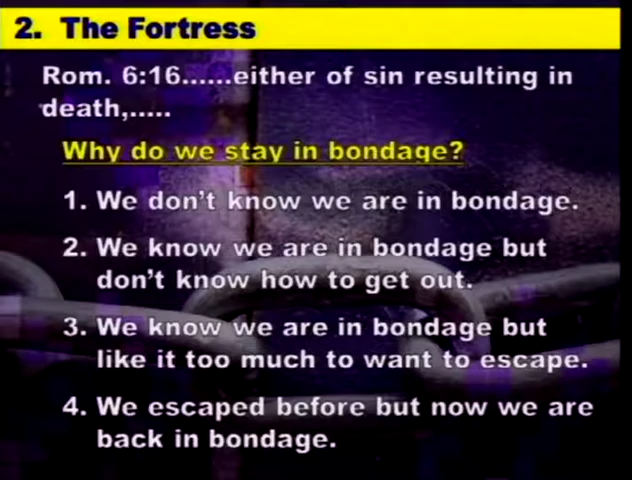 2. The Fortress
Rom. 6:16......either of sin resulting in
death,.....
Why do we stay in bondage?
1. We don't know we are in bondage.
2. We know we are in bondage but
don't know how to get out.
3. We know we are in bondage but
like it too much to want to escape.
4. We escaped before but now we are
back in bondage.